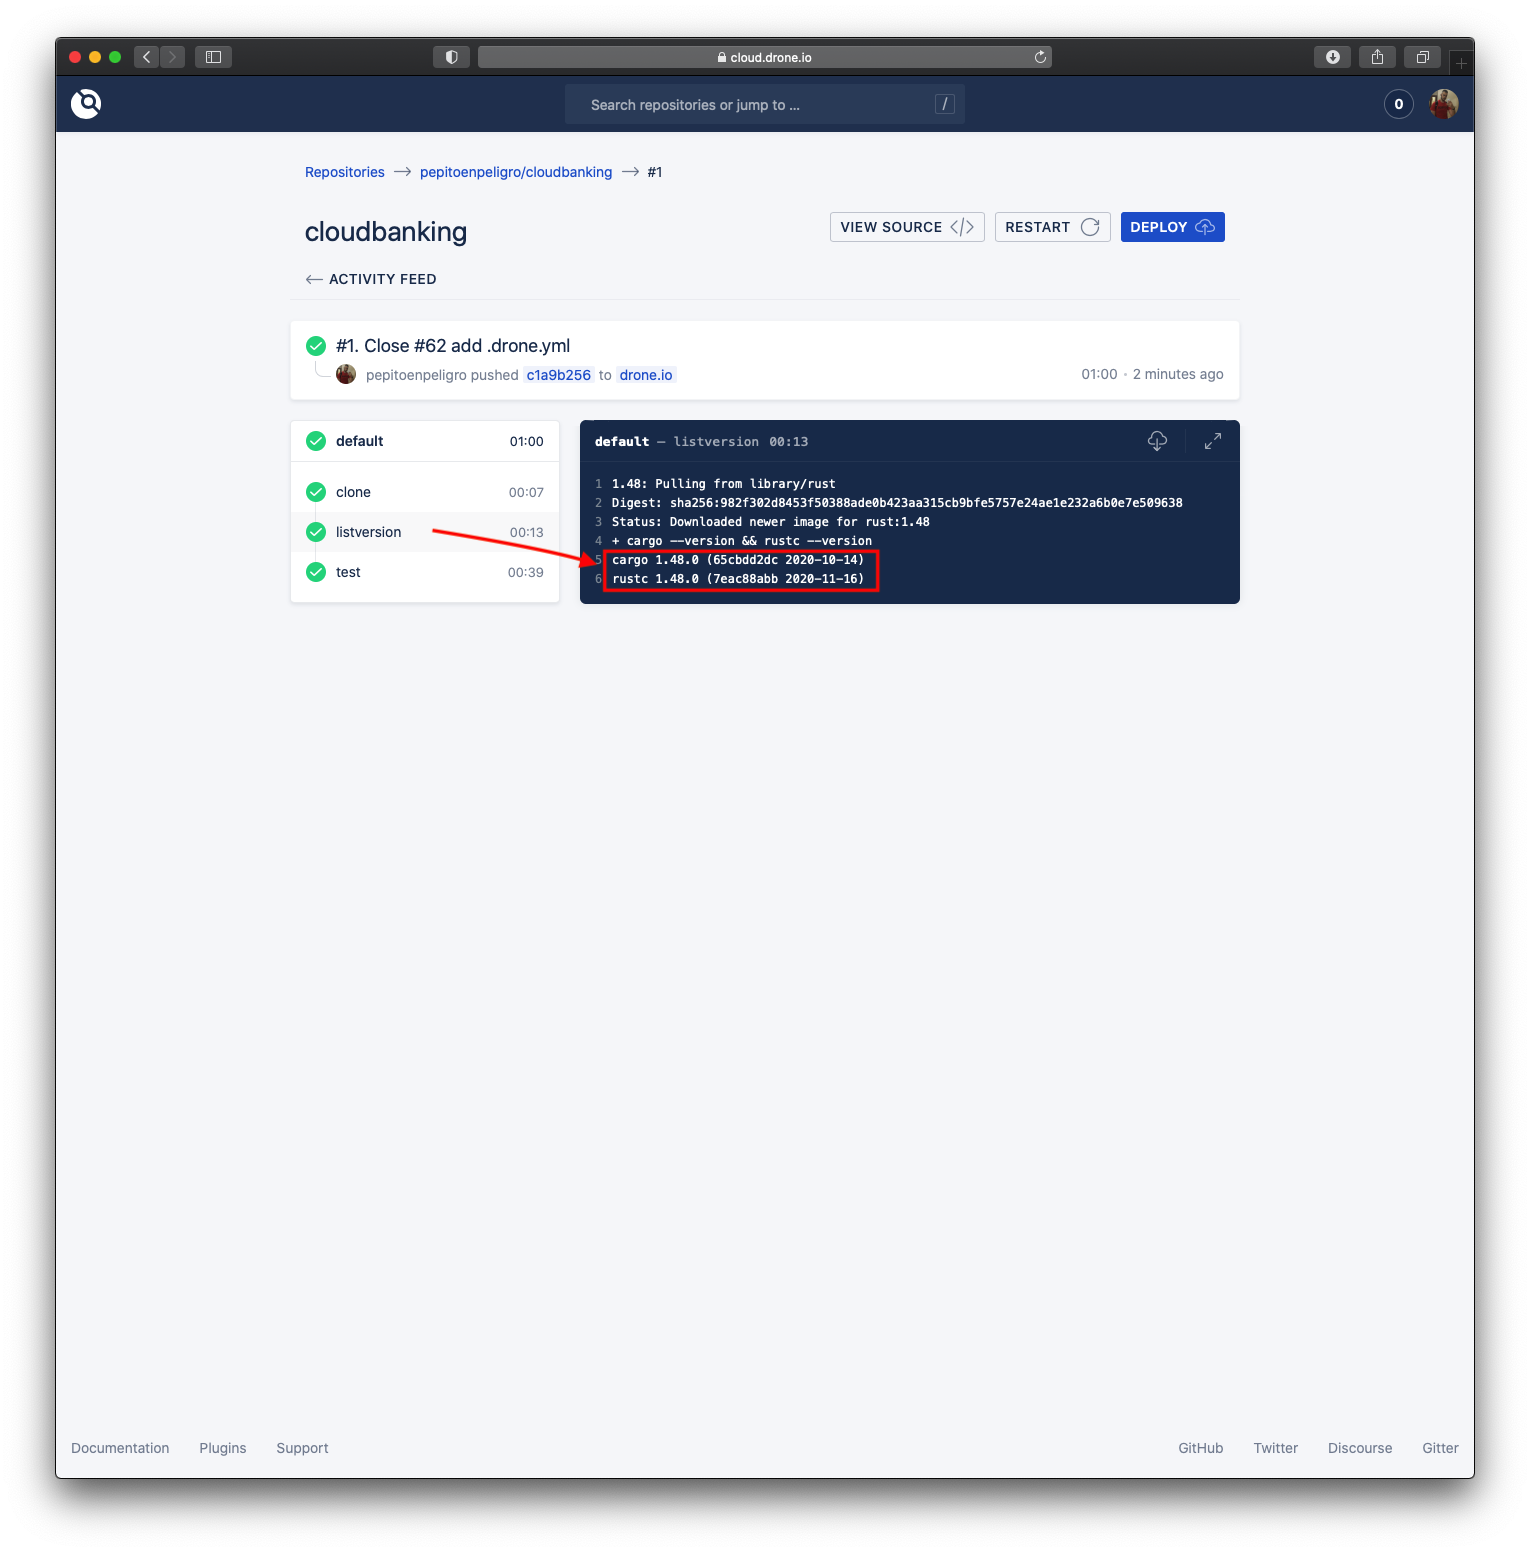 cloud.drone.io
Search repositories or jump to ... /
0
Repositories → pepitoenpeligro/cloudbanking → #1
cloudbanking
VIEW SOURCE </> RESTART DEPLOY
← ACTIVITY FEED
#1. Close #62 add .drone.yml
pepitoenpeligro pushed c1a9b256 to drone.io 01:00 · 2 minutes ago
default 01:00
clone 00:07
listversion 00:13
test 00:39
default — listversion 00:13
1 1.48: Pulling from library/rust
2 Digest: sha256:982f302d8453f50388ade0b423aa315cb9bfe5757e24ae1e232a6b0e7e509638
3 Status: Downloaded newer image for rust:1.48
4 + cargo --version && rustc --version
5 cargo 1.48.0 (65cbdd2dc 2020-10-14)
6 rustc 1.48.0 (7eac88abb 2020-11-16)
Documentation Plugins Support GitHub Twitter Discourse Gitter